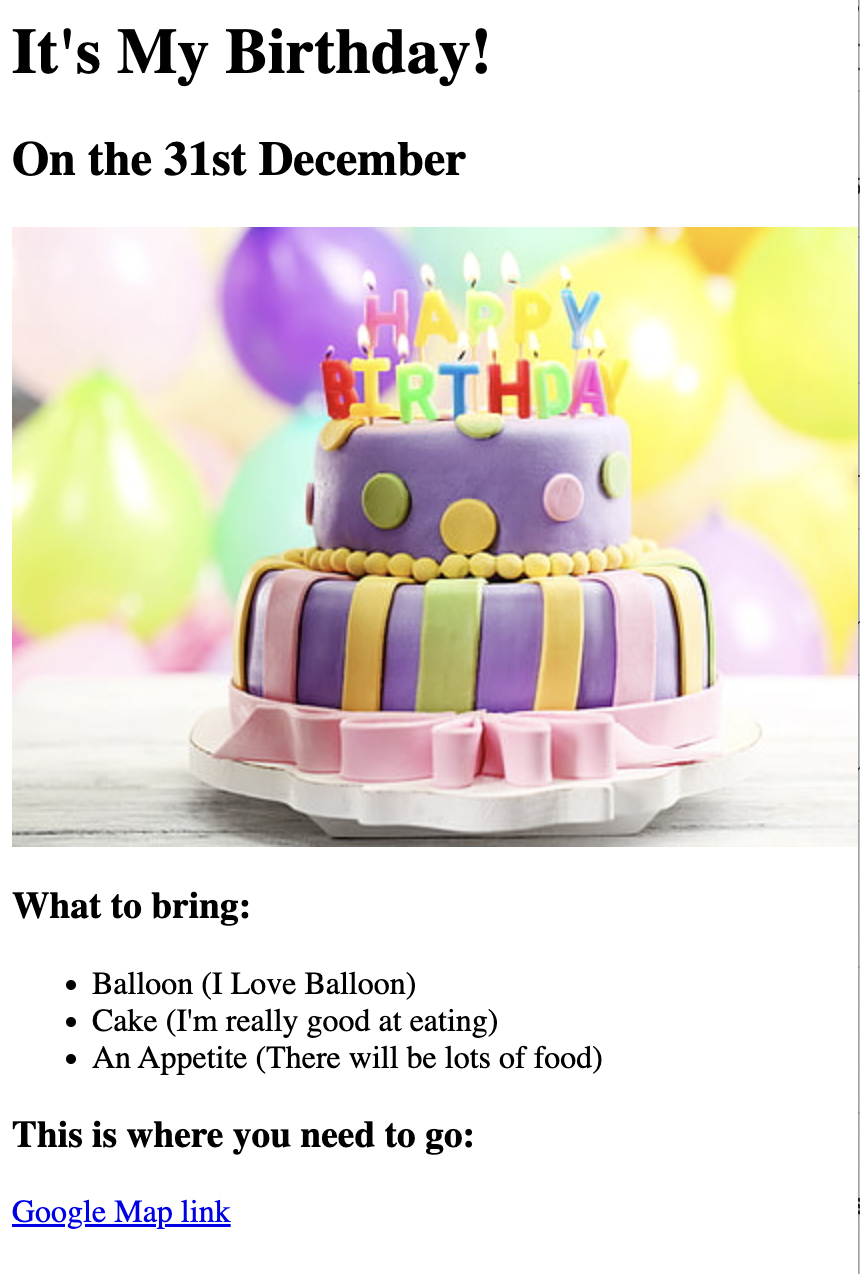 It's My Birthday!
On the 31st December
HAPPY
BIRTHDAY
What to bring:
Balloon (I Love Balloon)
Cake (I'm really good at eating)
An Appetite (There will be lots of food)
This is where you need to go:
Google Map link